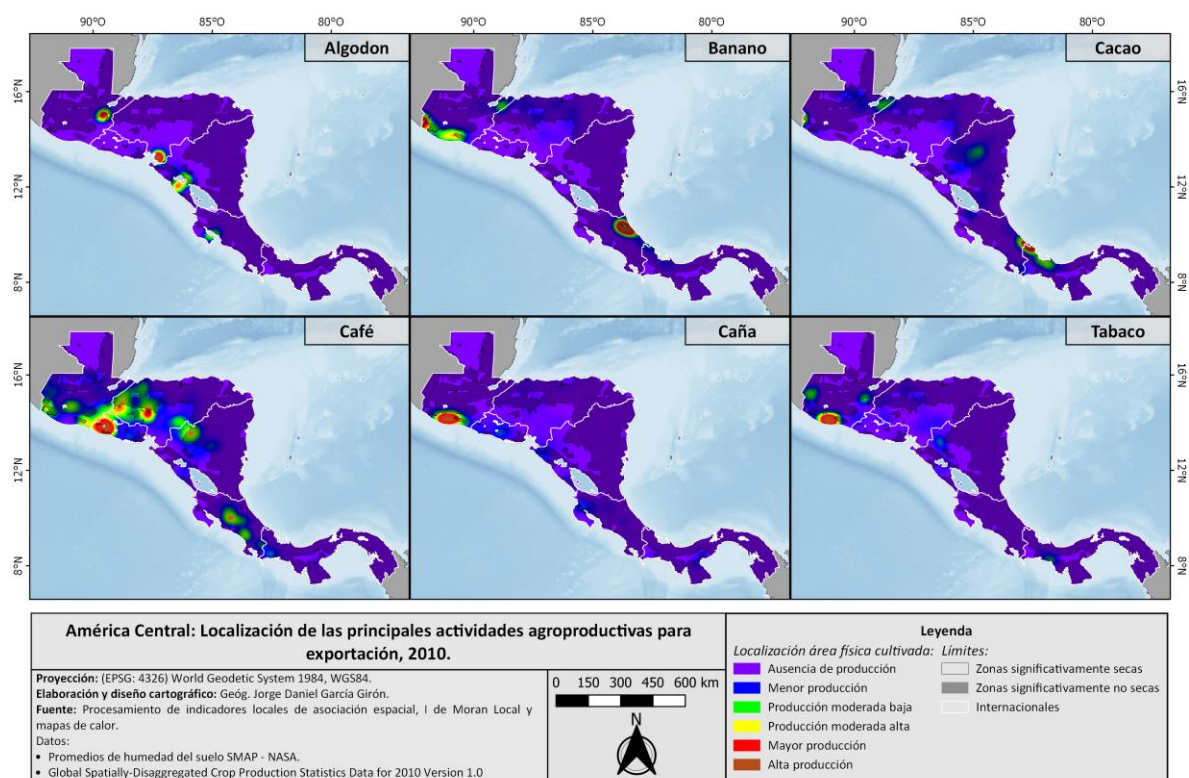 90°O 85°O 80°O 90°O 85°O 80°O
Algodon Banano Cacao
16°N 16°N
12°N 12°N
8°N 8°N
Café Caña Tabaco
16°N 16°N
12°N 12°N
8°N 8°N
América Central: Localización de las principales actividades agroproductivas para
exportación, 2010.
Proyección: (EPSG: 4326) World Geodetic System 1984, WGS84.
Elaboración y diseño cartográfico: Geóg. Jorge Daniel García Girón.
Fuente: Procesamiento de indicadores locales de asociación espacial, I de Moran Local y
mapas de calor.
Datos:
• Promedios de humedad del suelo SMAP - NASA.
• Global Spatially-Disaggregated Crop Production Statistics Data for 2010 Version 1.0
0 150 300 450 600 km
N
Leyenda
Localización área física cultivada: Límites:
Ausencia de producción Zonas significativamente secas
Menor producción Zonas significativamente no secas
Producción moderada baja Internacionales
Producción moderada alta
Mayor producción
Alta producción